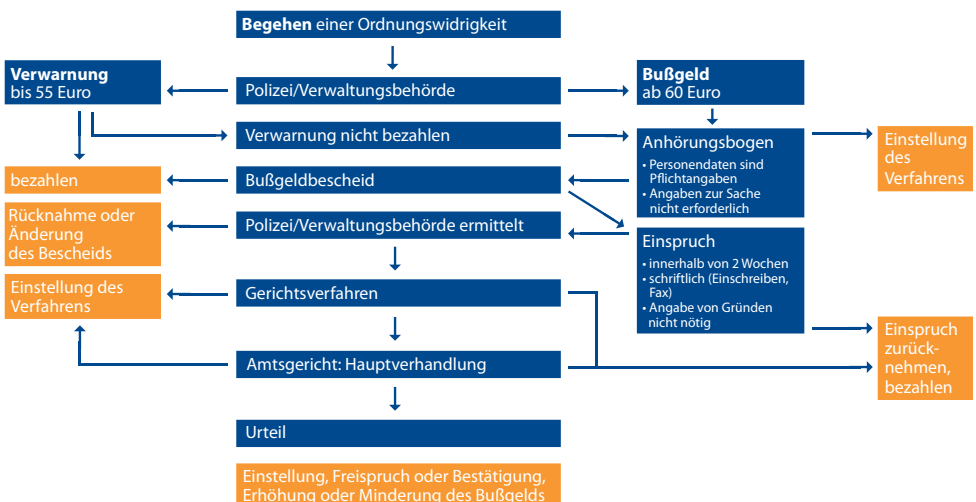 Begehen einer Ordnungswidrigkeit
Verwarnung
bis 55 Euro
Polizei/Verwaltungsbehörde
Bußgeld
ab 60 Euro
Verwarnung nicht bezahlen
Anhörungsbogen
• Personendaten sind
Pflichtangaben
• Angaben zur Sache
nicht erforderlich
Einstellung
des
Verfahrens
bezahlen
Bußgeldbescheid
Rücknahme oder
Änderung
des Bescheids
Polizei/Verwaltungsbehörde ermittelt
Einspruch
• innerhalb von 2 Wochen
• schriftlich (Einschreiben,
Fax)
• Angabe von Gründen
nicht nötig
Einstellung des
Verfahrens
Gerichtsverfahren
Einspruch
zurück-
nehmen,
bezahlen
Amtsgericht: Hauptverhandlung
Urteil
Einstellung, Freispruch oder Bestätigung,
Erhöhung oder Minderung des Bußgelds